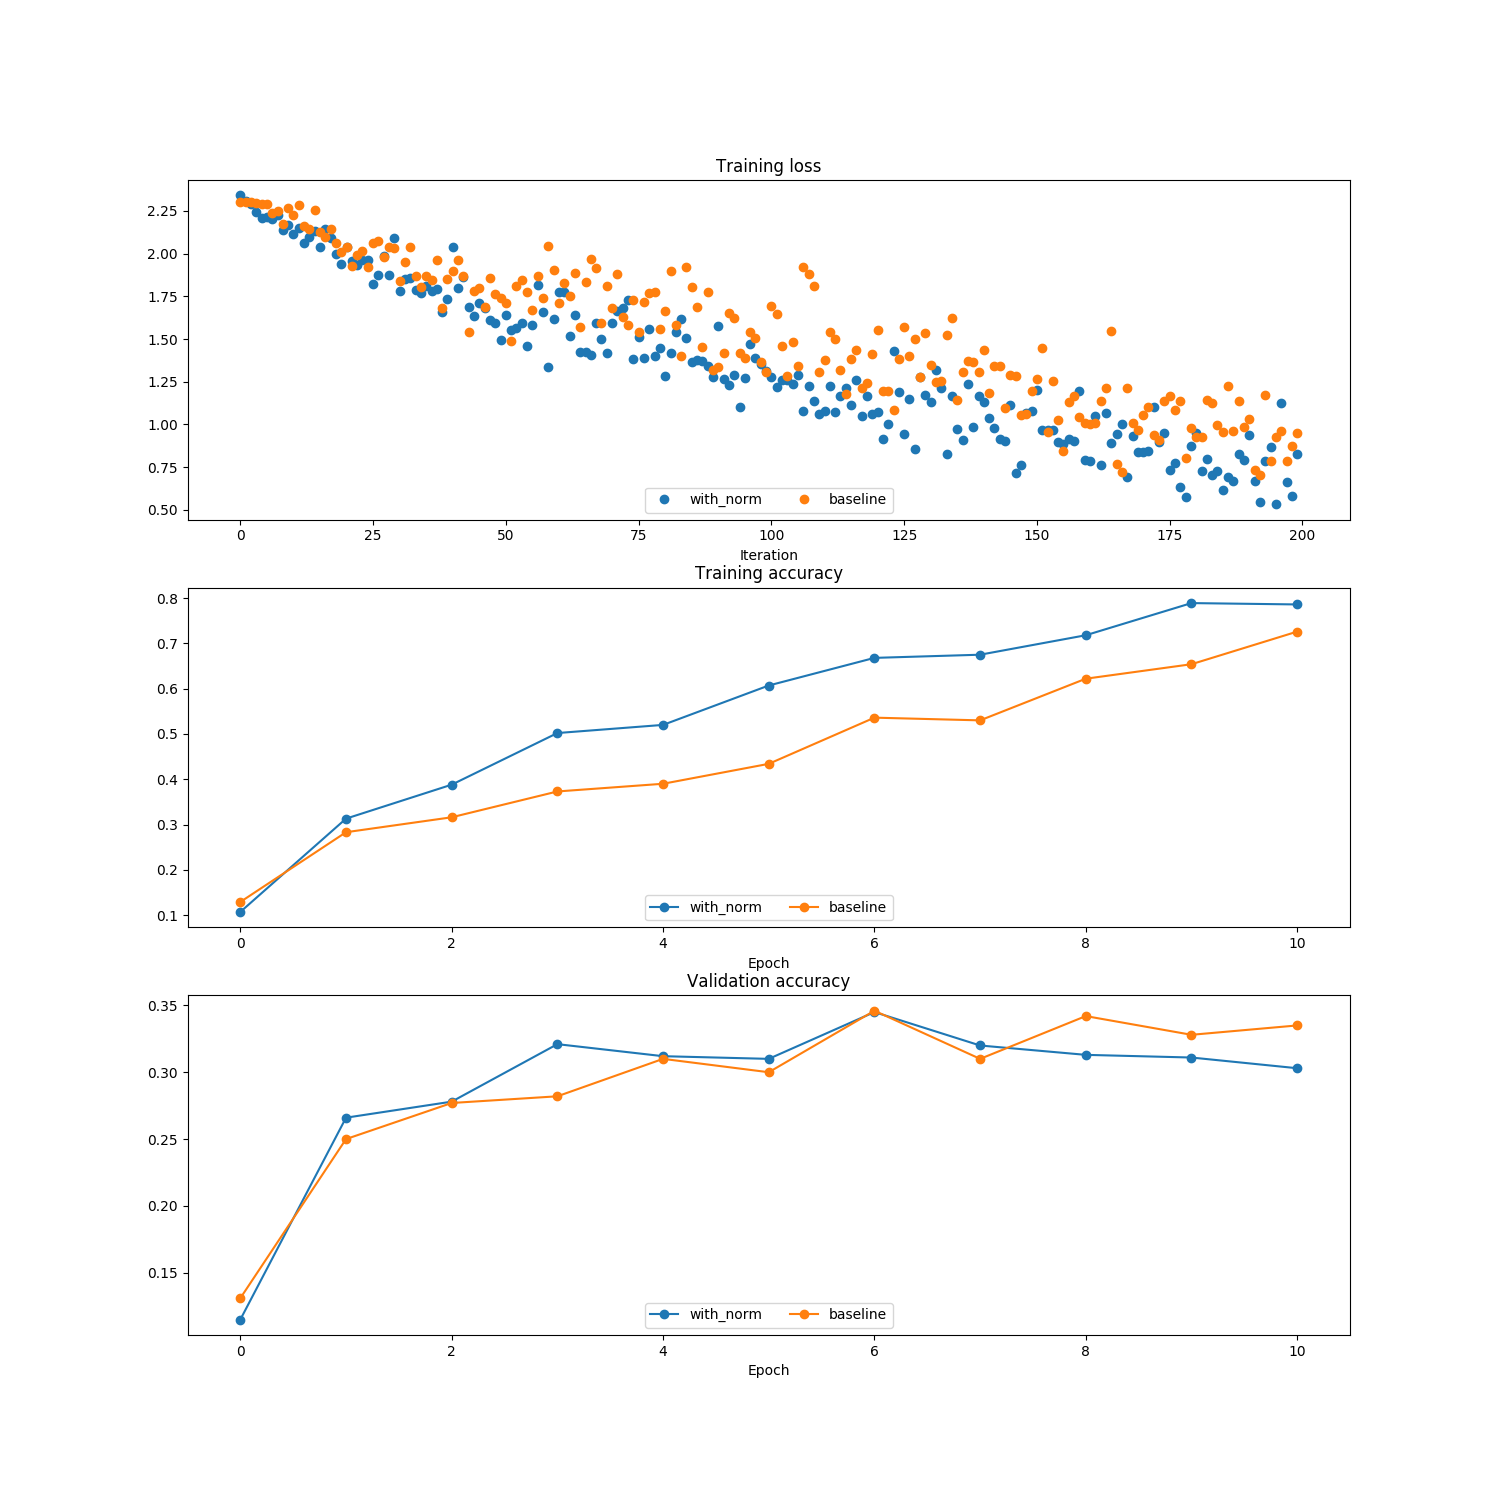 Training loss
2.25
2.00
1.75
1.50
1.25
1.00
0.75
0.50
with_norm baseline
0 25 50 75 100 125 150 175 200
Iteration
Training accuracy
0.8
0.7
0.6
0.5
0.4
0.3
0.2
0.1
with_norm baseline
0 2 4 6 8 10
Epoch
Validation accuracy
0.35
0.30
0.25
0.20
0.15
with_norm baseline
0 2 4 6 8 10
Epoch